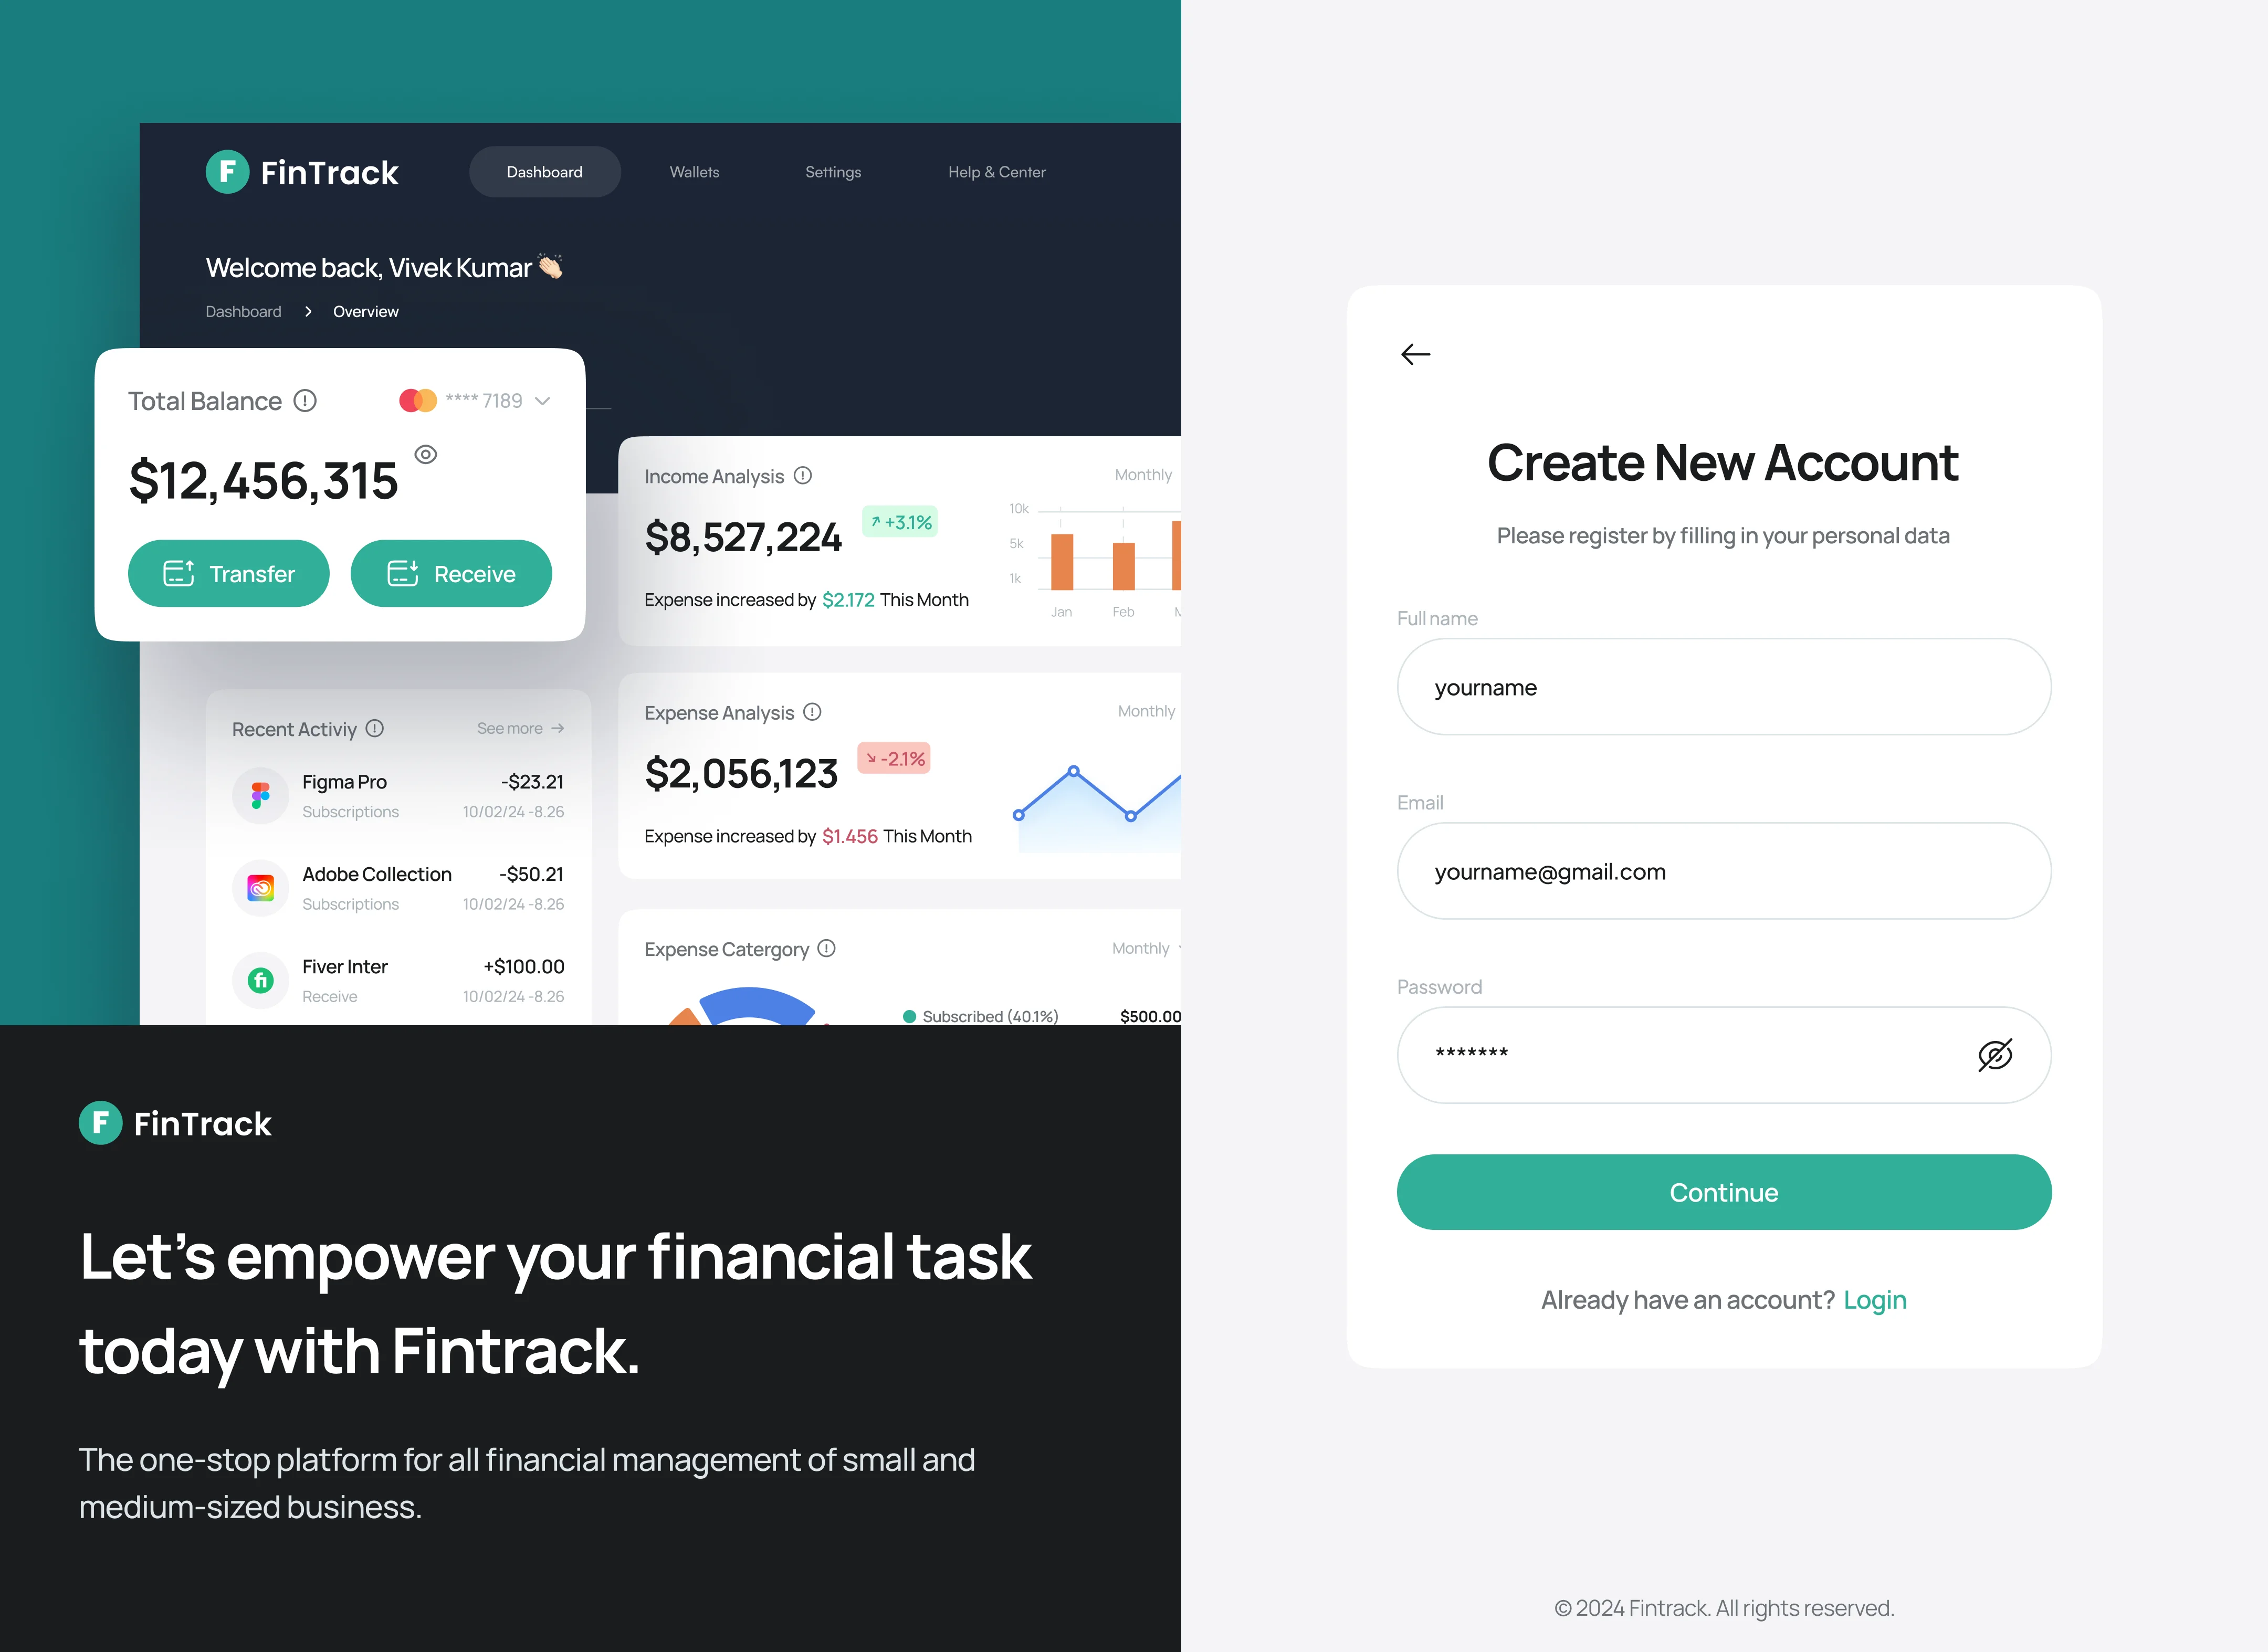 FinTrack
Dashboard
Wallets
Settings
Help & Center
Welcome back, Vivek Kumar 👏🏻
Dashboard > Overview
Total Balance
**** 7189
$12,456,315
Transfer
Receive
Income Analysis
Monthly
$8,527,224
+3.1%
Expense increased by $2.172 This Month
10k
5k
1k
Jan
Feb
Recent Activiy
See more →
Figma Pro
-$23.21
Subscriptions
10/02/24 -8.26
Adobe Collection
-$50.21
Subscriptions
10/02/24 -8.26
Fiver Inter
+$100.00
Receive
10/02/24 -8.26
Expense Analysis
Monthly
$2,056,123
-2.1%
Expense increased by $1.456 This Month
Expense Catergory
Monthly
Subscribed (40.1%)
$500.00
FinTrack
Let’s empower your financial task
today with Fintrack.
The one-stop platform for all financial management of small and
medium-sized business.
Create New Account
Please register by filling in your personal data
Full name
yourname
Email
yourname@gmail.com
Password
*******
Continue
Already have an account? Login
© 2024 Fintrack. All rights reserved.